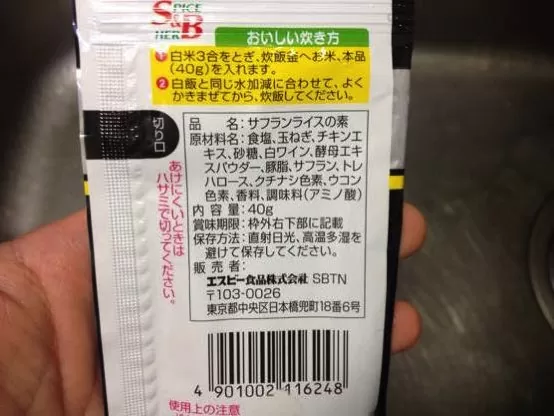 SPICE
&
HERB
おいしい炊き方
❶ 白米3合をとぎ、炊飯釜へお米、本品
(40g)を入れます。
❷ 白飯と同じ水加減に合わせて、よく
かきまぜてから、炊飯してください。
切り口
あけにくいときは
ハサミで切ってください。
品 名:サフランライスの素
原材料名:食塩、玉ねぎ、チキンエ
キス、砂糖、白ワイン、酵母エキ
スパウダー、豚脂、サフラン、トレ
ハロース、クチナシ色素、ウコン
色素、香料、調味料(アミノ酸)
内 容 量:40g
賞味期限:枠外右下部に記載
保存方法:直射日光、高温多湿を
避けて保存してください。
販 売 者:
エスビー食品株式会社 SBTN
〒103-0026
東京都中央区日本橋兜町18番6号
4 901002 116248
使用上の注意